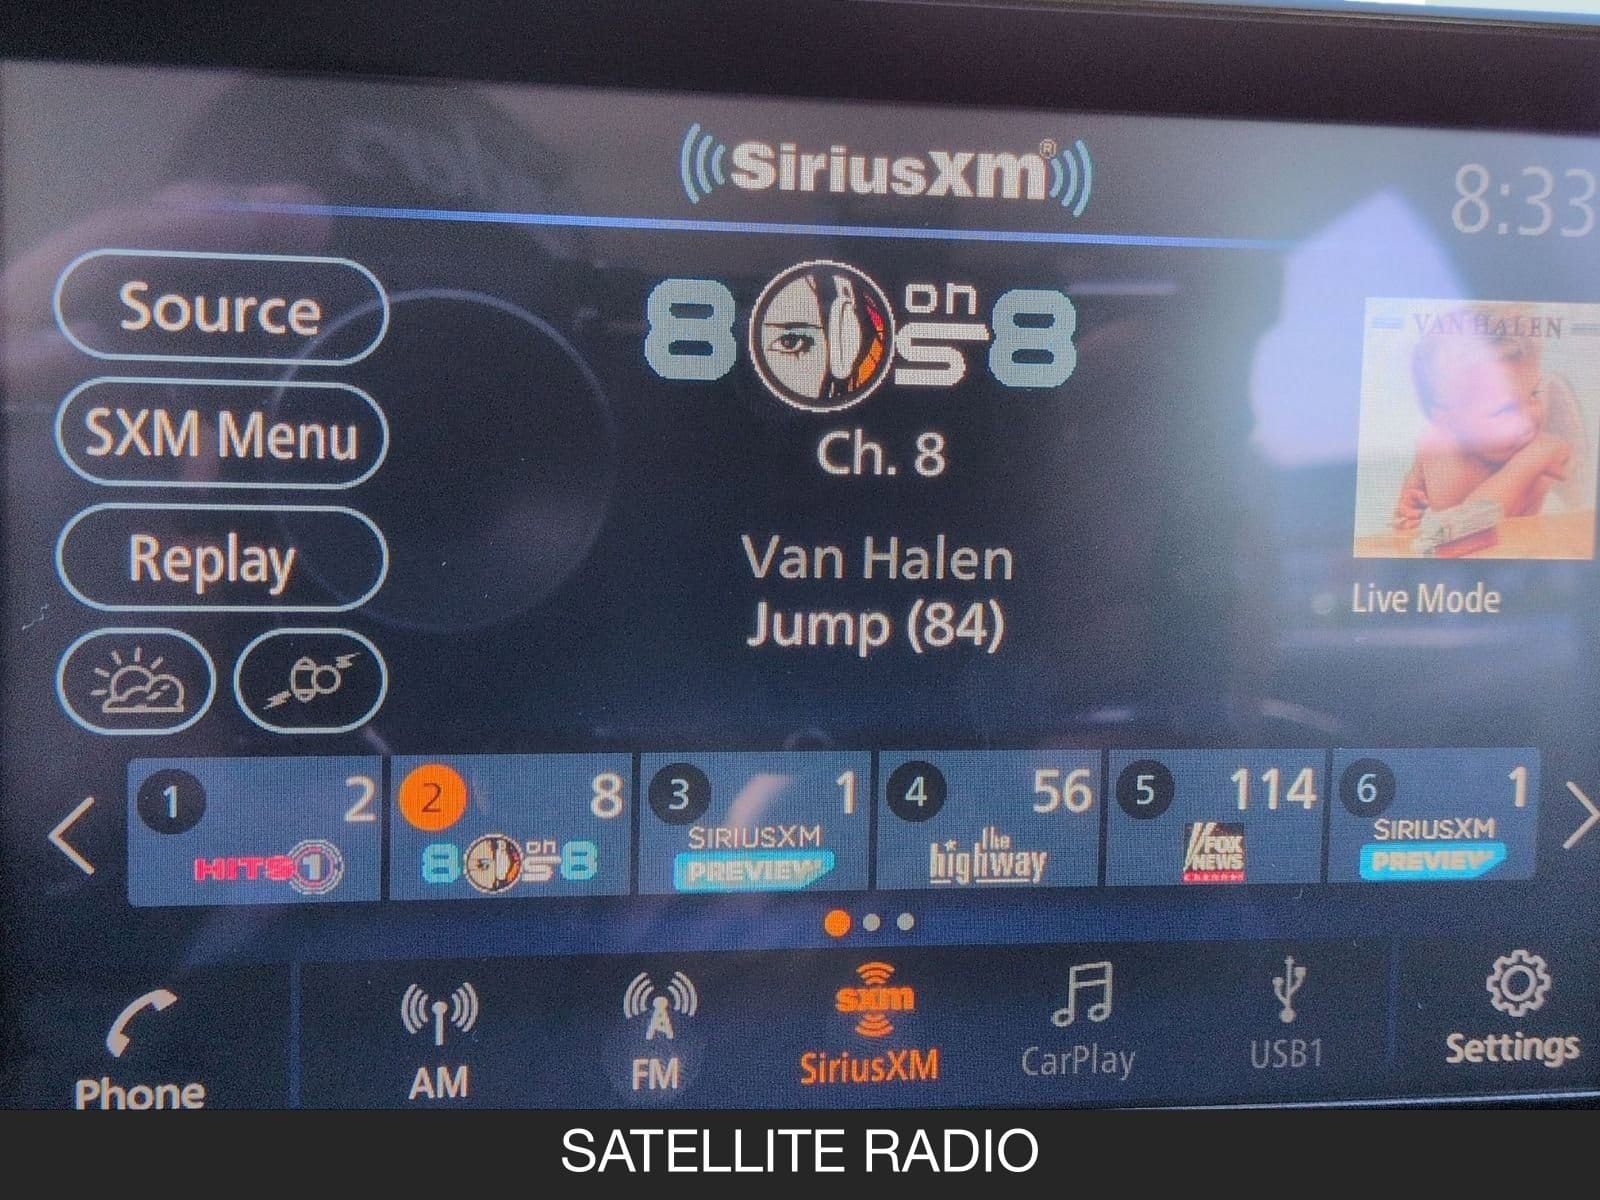 SiriusXM®
8:33
Source
80s on 8
VAN HALEN
SXM Menu
Ch. 8
Replay
Van Halen
Jump (84)
Live Mode
1 2 HITS 1
2 8 80s on 8
3 1 SIRIUSXM PREVIEW
4 56 the highway
5 114 FOX NEWS channel
6 1 SIRIUSXM PREVIEW
Phone
AM
FM
sxm
SiriusXM
CarPlay
USB1
Settings
SATELLITE RADIO